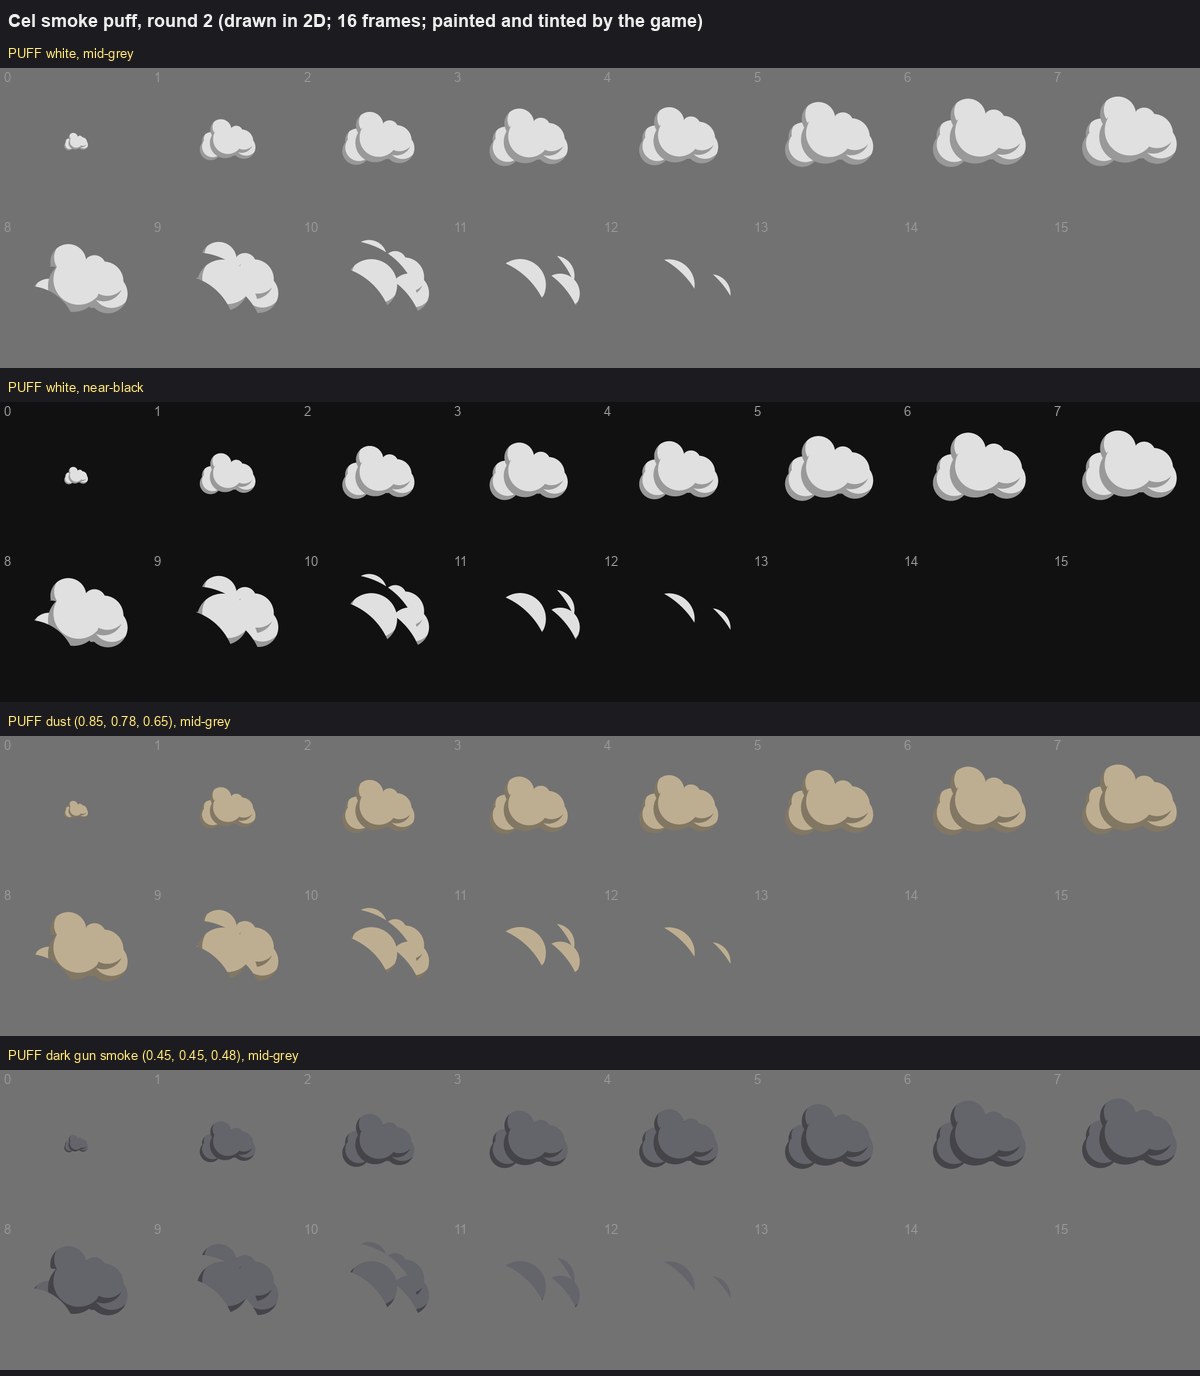 Cel smoke puff, round 2 (drawn in 2D; 16 frames; painted and tinted by the game)
PUFF white, mid-grey
0 1 2 3 4 5 6 7
8 9 10 11 12 13 14 15
PUFF white, near-black
0 1 2 3 4 5 6 7
8 9 10 11 12 13 14 15
PUFF dust (0.85, 0.78, 0.65), mid-grey
0 1 2 3 4 5 6 7
8 9 10 11 12 13 14 15
PUFF dark gun smoke (0.45, 0.45, 0.48), mid-grey
0 1 2 3 4 5 6 7
8 9 10 11 12 13 14 15